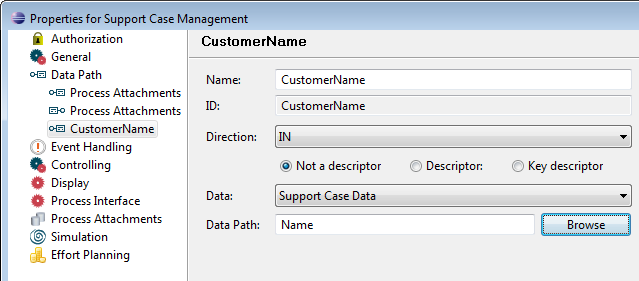 Properties for Support Case Management
Authorization
General
Data Path
Process Attachments
Process Attachments
CustomerName
Event Handling
Controlling
Display
Process Interface
Process Attachments
Simulation
Effort Planning
CustomerName
Name: CustomerName
ID: CustomerName
Direction: IN
Not a descriptor Descriptor: Key descriptor
Data: Support Case Data
Data Path: Name Browse